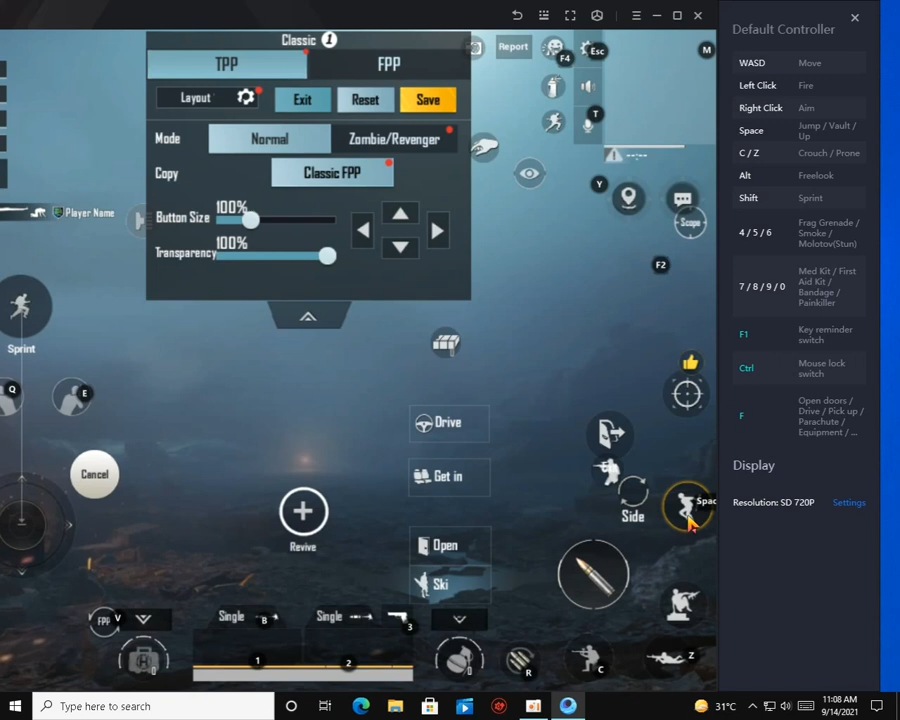 Classic 1
TPP
FPP
Layout
Exit
Reset
Save
Mode
Normal
Zombie/Revenger
Copy
Classic FPP
Button Size
100%
Transparency
100%
Report
F4
Esc
M
T
Y
Scope
F2
Player Name
Sprint
Q
E
Cancel
Revive
Drive
Get in
Open
Ski
Side
Spac
FPP
V
Single
B
Single
3
0
1
2
0
R
C
Z
Default Controller
WASD
Move
Left Click
Fire
Right Click
Aim
Space
Jump / Vault /
Up
C / Z
Crouch / Prone
Alt
Freelook
Shift
Sprint
4 / 5 / 6
Frag Grenade /
Smoke /
Molotov(Stun)
7 / 8 / 9 / 0
Med Kit / First
Aid Kit /
Bandage /
Painkiller
F1
Key reminder
switch
Ctrl
Mouse lock
switch
F
Open doors /
Drive / Pick up /
Parachute /
Equipment / ...
Display
Resolution: SD 720P
Settings
Type here to search
31°C
11:08 AM
9/14/2021